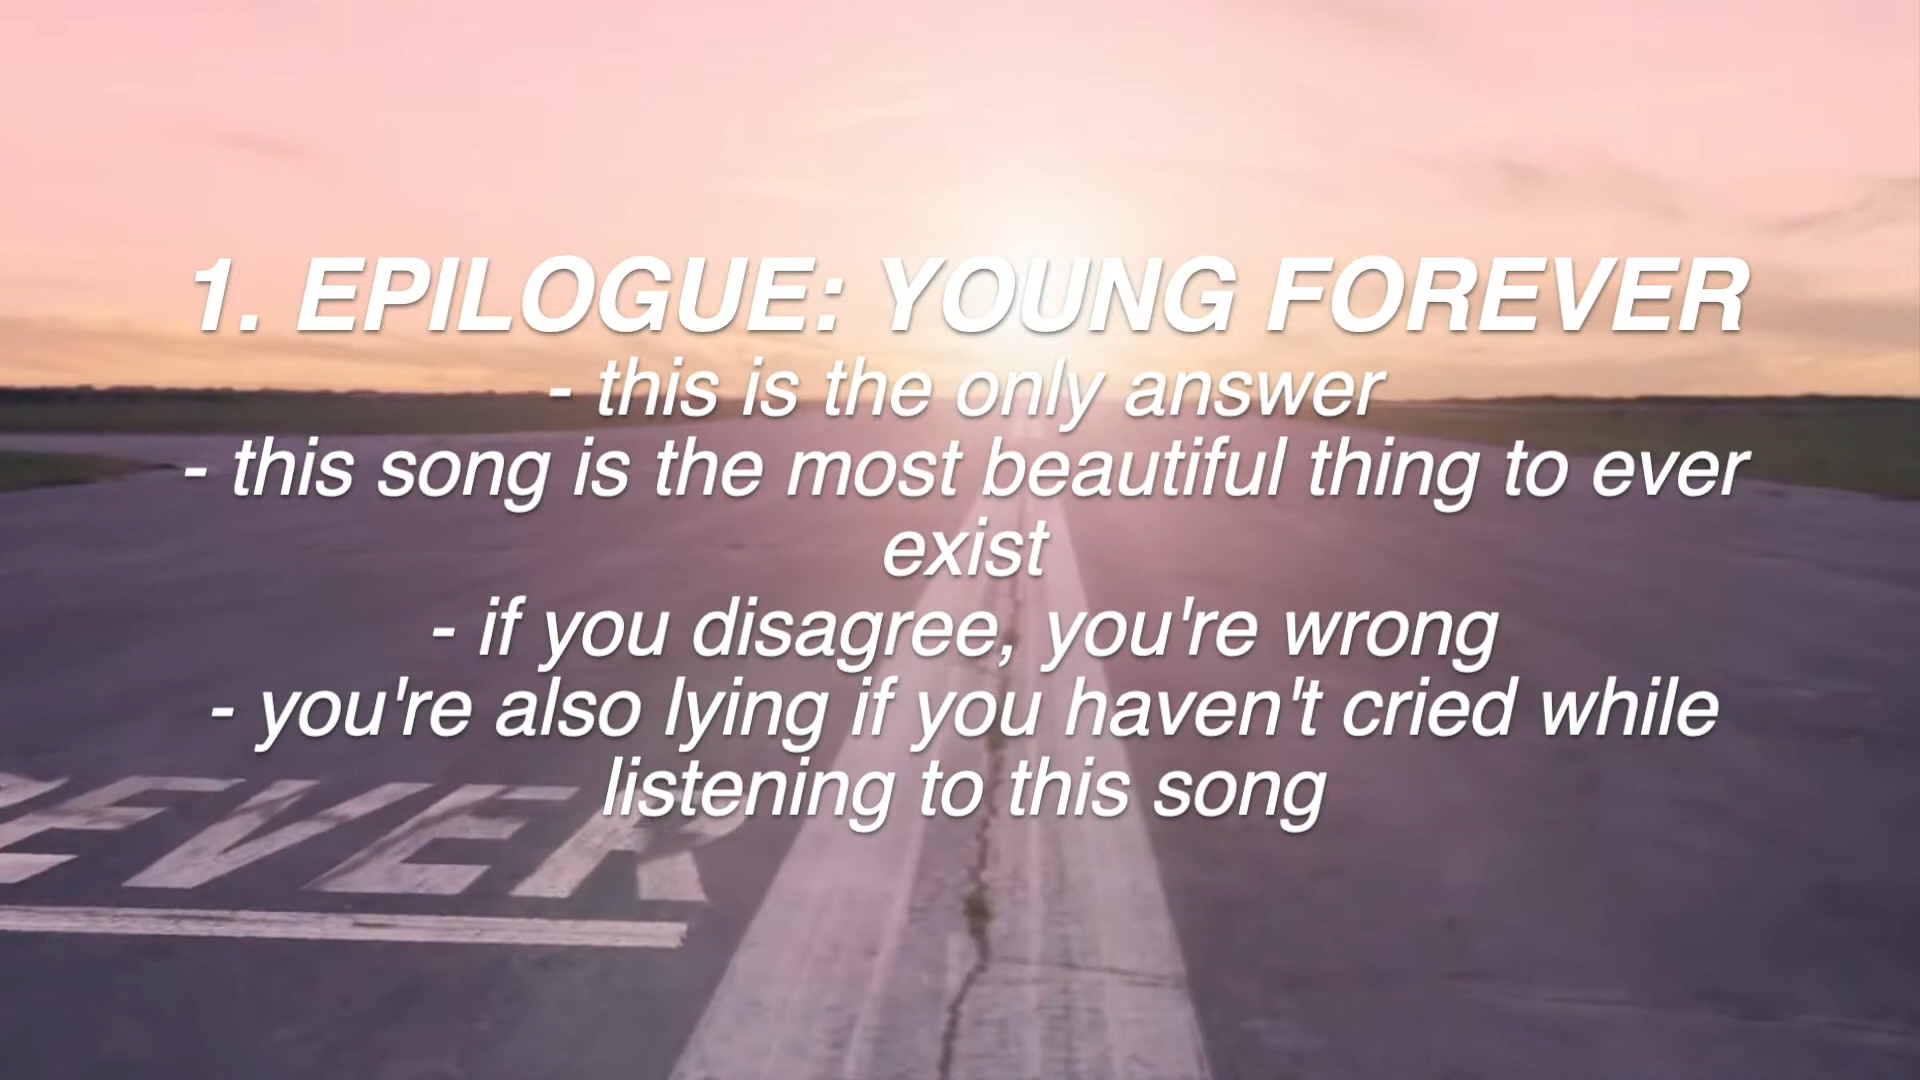 1. EPILOGUE: YOUNG FOREVER
- this is the only answer
- this song is the most beautiful thing to ever
exist
- if you disagree, you're wrong
- you're also lying if you haven't cried while
listening to this song
EVER